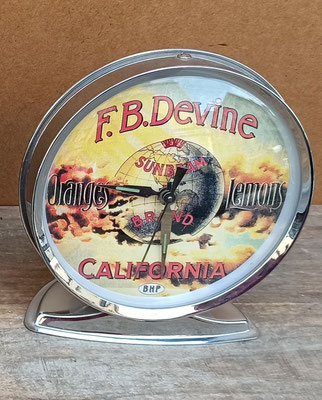 F.B.Devine
SUNBEAM
Oranges
Lemons
BRAND
CALIFORNIA
BHP